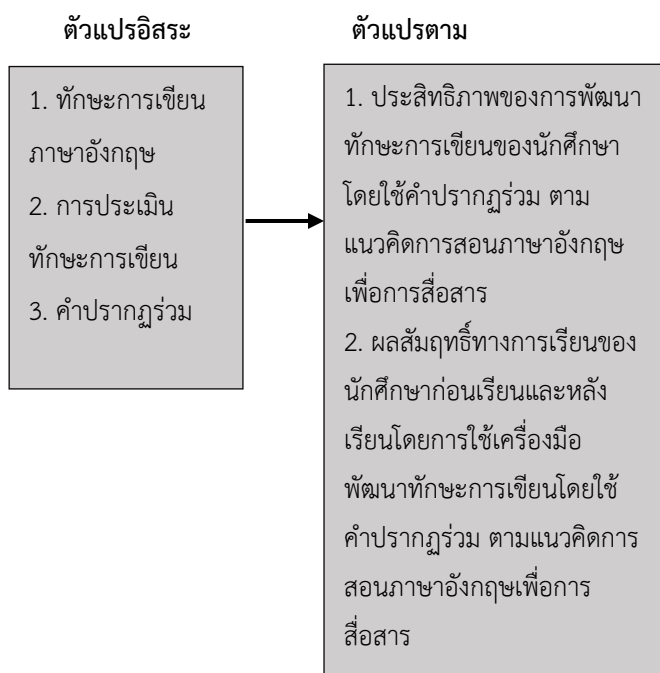 ตัวแปรอิสระ
1. ทักษะการเขียน
ภาษาอังกฤษ
2. การประเมิน
ทักษะการเขียน
3. คำปรากฏร่วม
ตัวแปรตาม
1. ประสิทธิภาพของการพัฒนา
ทักษะการเขียนของนักศึกษา
โดยใช้คำปรากฏร่วม ตาม
แนวคิดการสอนภาษาอังกฤษ
เพื่อการสื่อสาร
2. ผลสัมฤทธิ์ทางการเรียนของ
นักศึกษาก่อนเรียนและหลัง
เรียนโดยการใช้เครื่องมือ
พัฒนาทักษะการเขียนโดยใช้
คำปรากฏร่วม ตามแนวคิดการ
สอนภาษาอังกฤษเพื่อการ
สื่อสาร